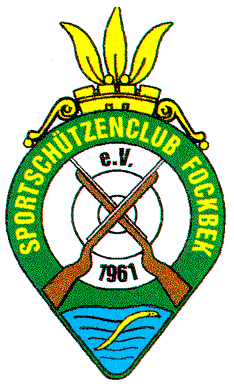 SPORTSCHÜTZENCLUB FOCKBEK
e.V.
1961